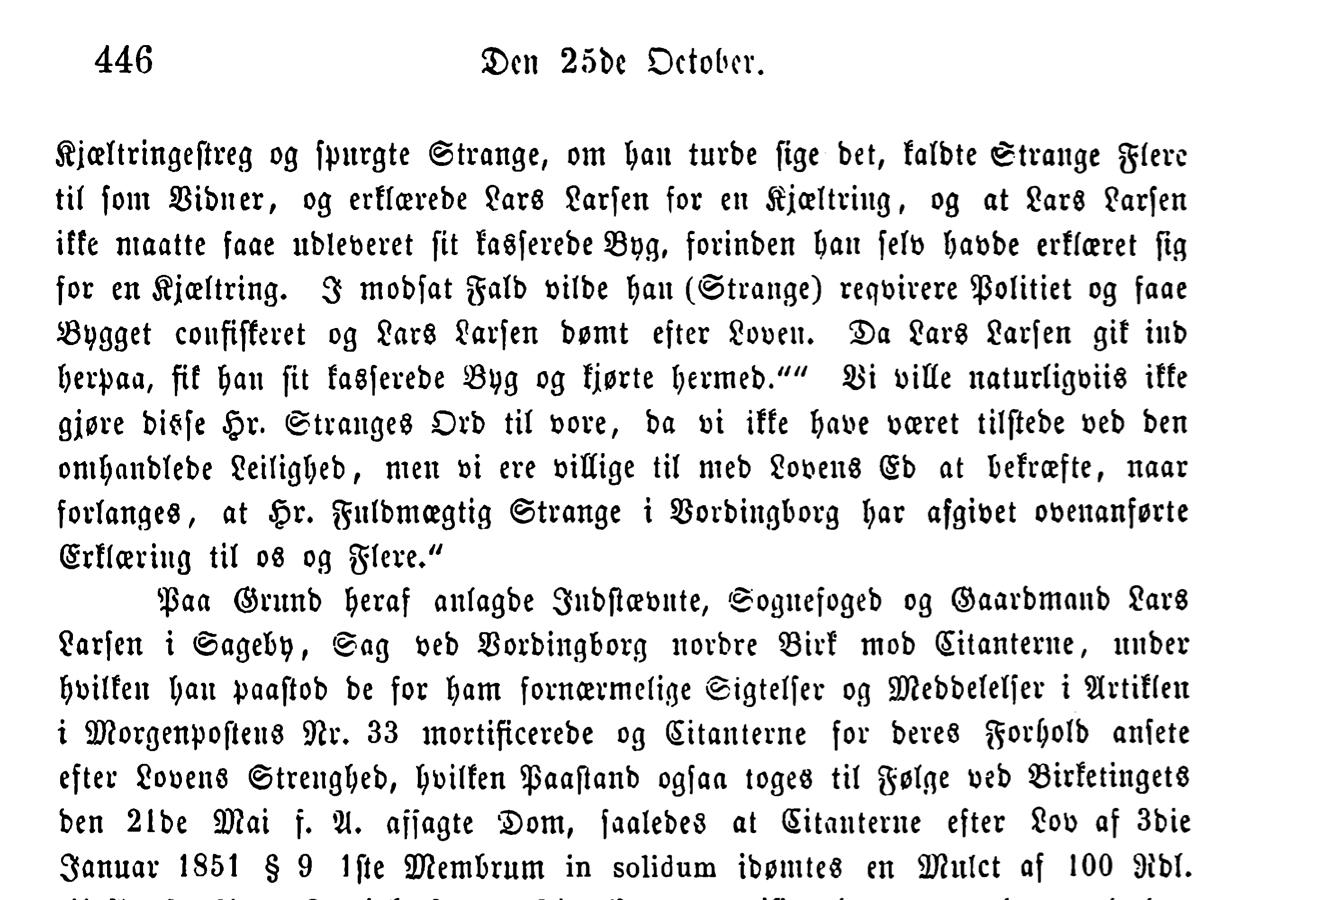 446
Den 25de October.
Kjæltringestreg og spurgte Strange, om han turde sige det, kaldte Strange Flere
til som Vidner, og erklærede Lars Larsen for en Kjæltring, og at Lars Larsen
ikke maatte faae udleveret sit kasserede Byg, forinden han selv havde erklæret sig
for en Kjæltring. I modsat Fald vilde han (Strange) reqvirere Politiet og faae
Bygget confiskeret og Lars Larsen dømt efter Loven. Da Lars Larsen gik ind
herpaa, fik han sit kasserede Byg og kjørte hermed.““ Vi ville naturligviis ikke
gjøre disse Hr. Stranges Ord til vore, da vi ikke have været tilstede ved den
omhandlede Leilighed, men vi ere villige til med Lovens Ed at bekræfte, naar
forlanges, at Hr. Fuldmægtig Strange i Vordingborg har afgivet ovenanførte
Erklæring til os og Flere.“
Paa Grund heraf anlagde Indstævnte, Sognefoged og Gaardmand Lars
Larsen i Sageby, Sag ved Vordingborg nordre Birk mod Citanterne, under
hvilken han paastod de for ham fornærmelige Sigtelser og Meddelelser i Artiklen
i Morgenpostens Nr. 33 mortificerede og Citanterne for deres Forhold ansete
efter Lovens Strenghed, hvilken Paastand ogsaa toges til Følge ved Birketingets
den 21de Mai f. A. afsagte Dom, saaledes at Citanterne efter Lov af 3die
Januar 1851 § 9 1ste Membrum in solidum idømtes en Mulct af 100 Rdl.